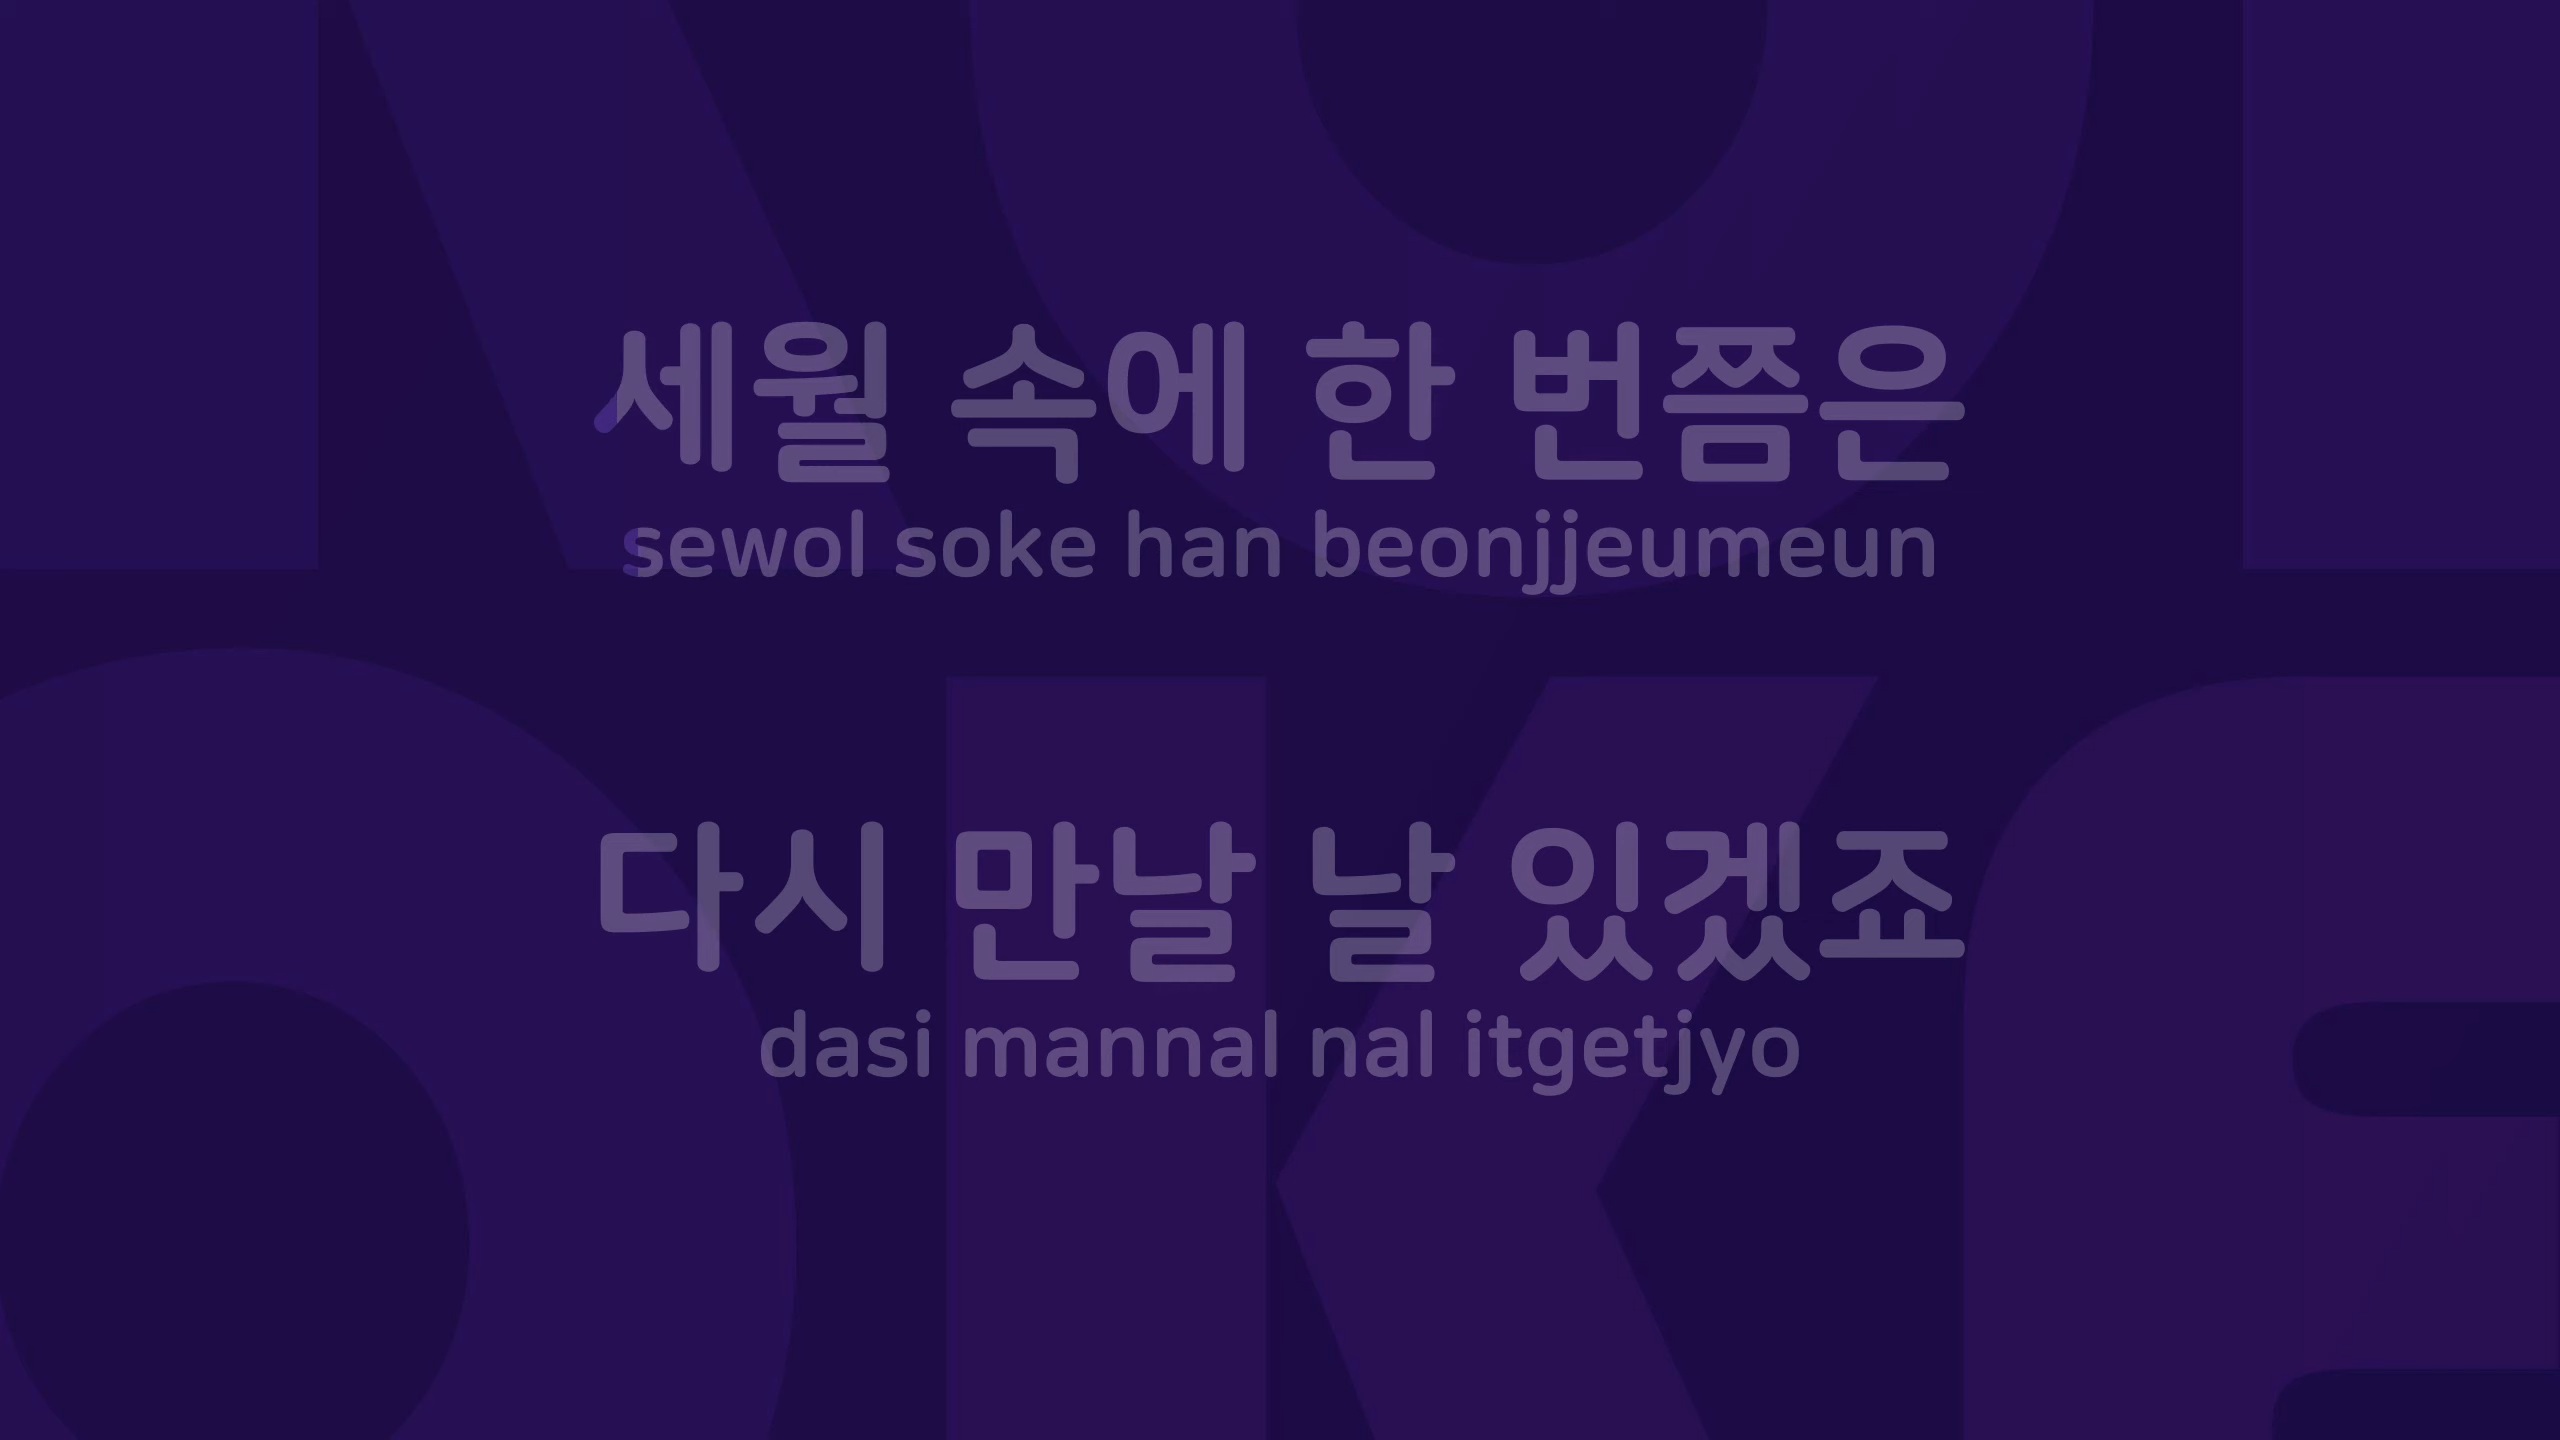 세월 속에 한 번쯤은
sewol soke han beonjjeumeun
다시 만날 날 있겠죠
dasi mannal nal itgetjyo